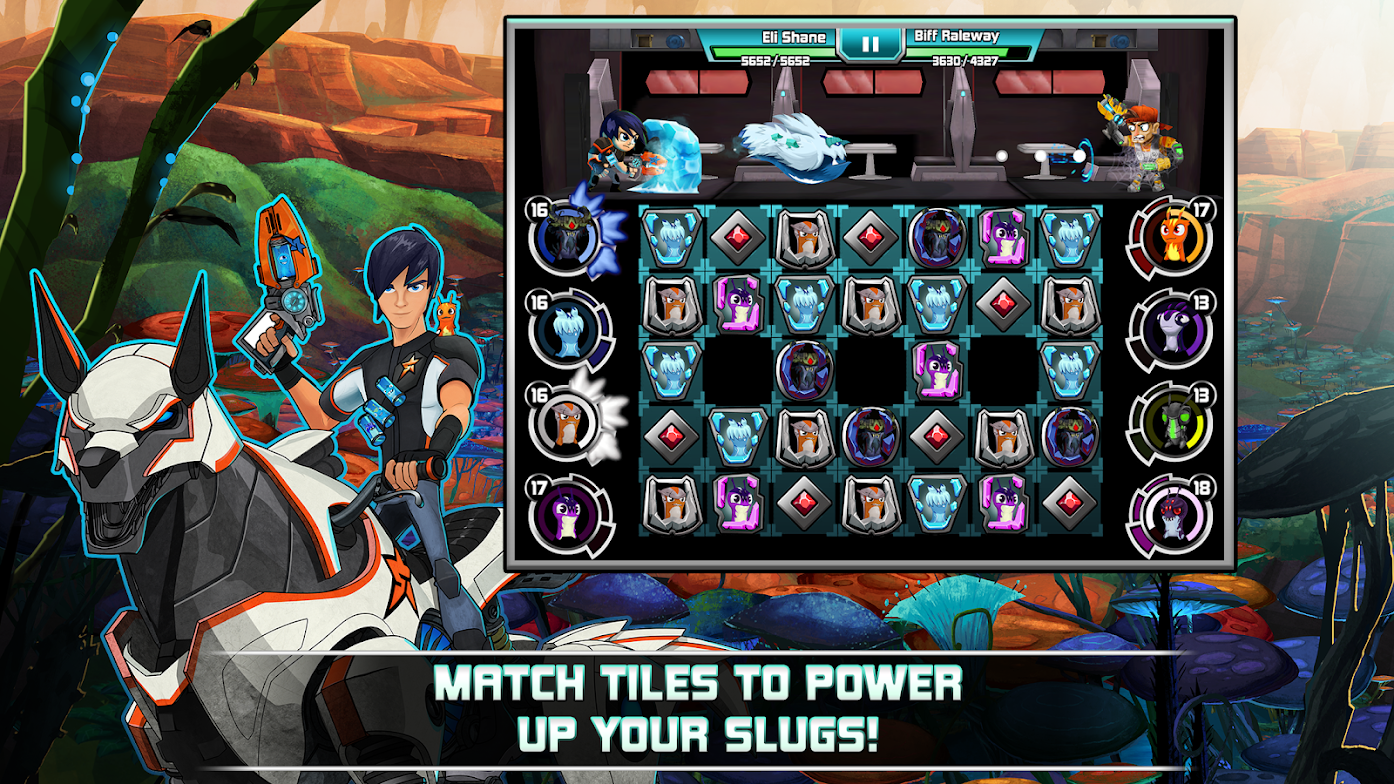 Eli Shane
Biff Raleway
5652/5652
3630/4327
16
17
16
13
16
13
17
18
MATCH TILES TO POWER
UP YOUR SLUGS!